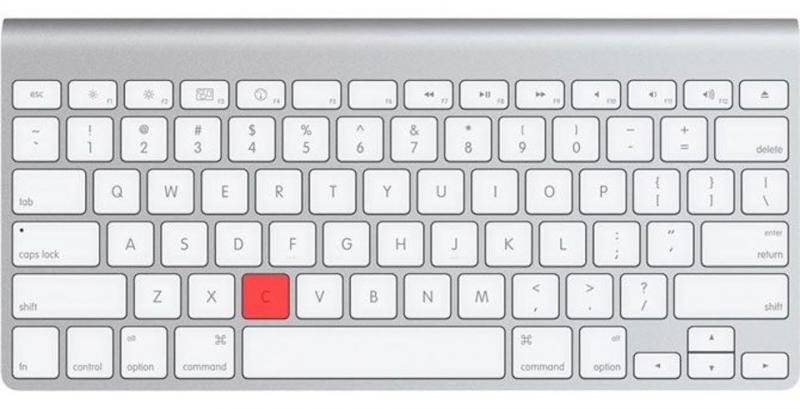 esc F1 F2 F3 F4 F5 F6 F7 F8 F9 F10 F11 F12
~ ! @ # $ % ^ & * ( ) – +
` 1 2 3 4 5 6 7 8 9 0 - = delete
tab Q W E R T Y U I O P { [ } ] | \
caps lock A S D F G H J K L : ; " ' enter return
shift Z X C V B N M < , > . ? / shift
fn control alt option ⌘ command ⌘ command alt option